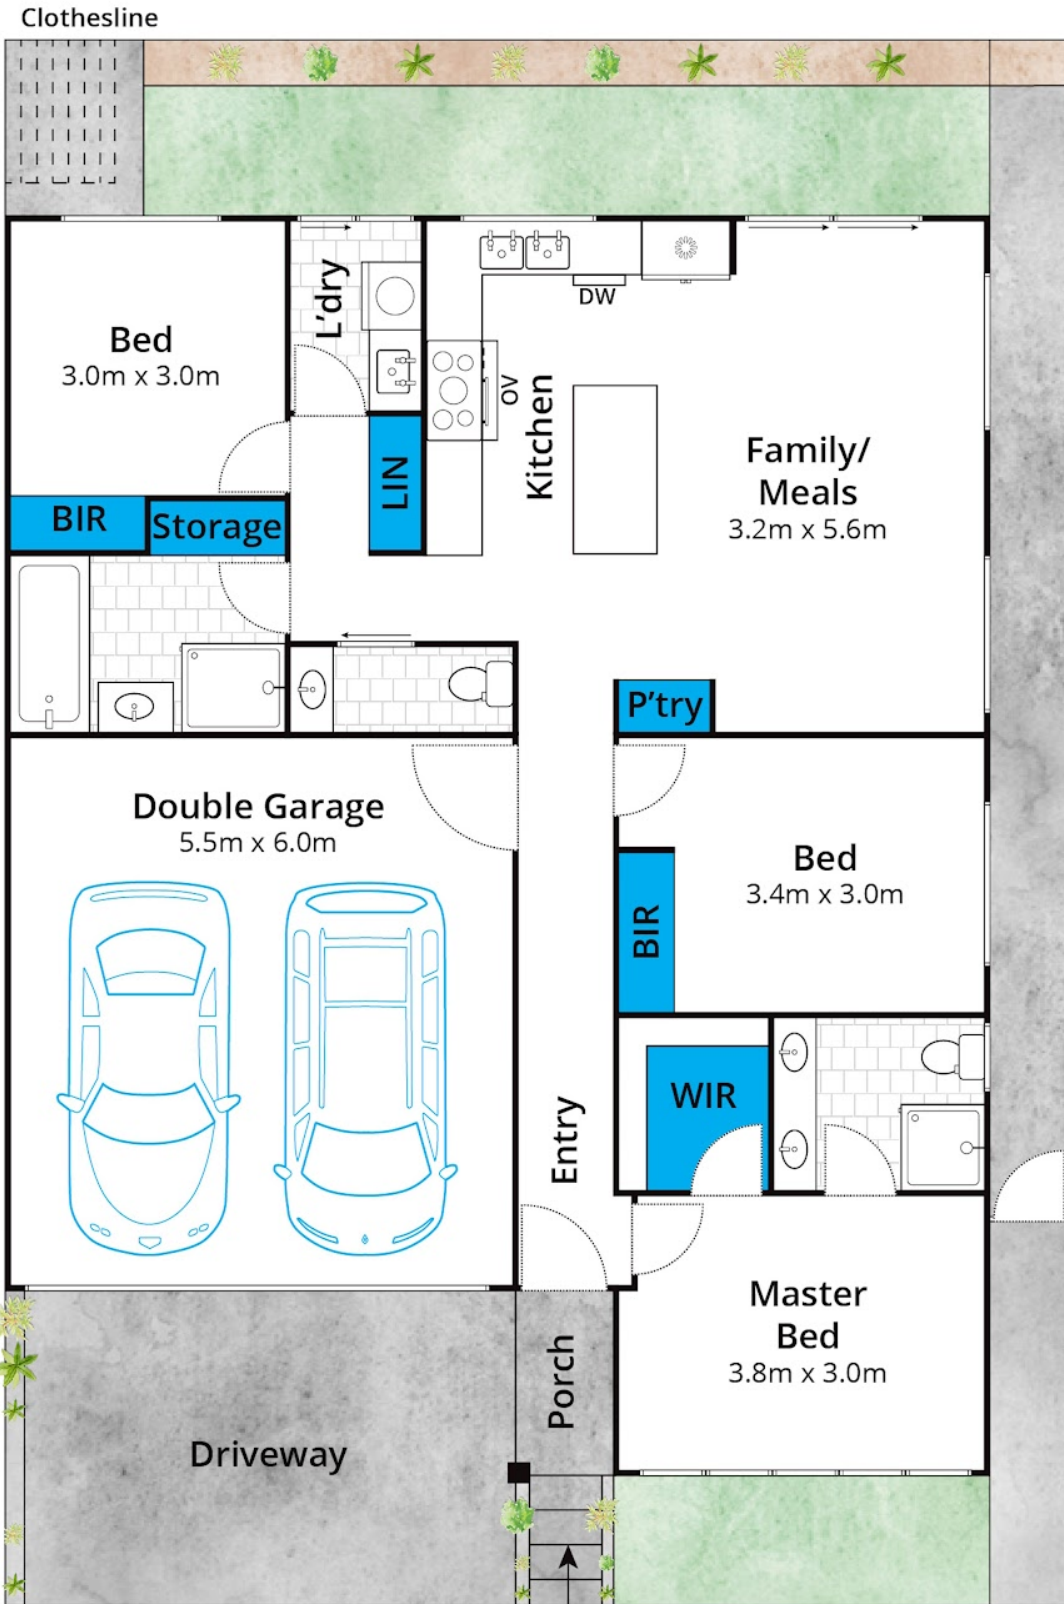 Clothesline
L'dry
DW
Bed
3.0m x 3.0m
OV
Kitchen
Family/
Meals
3.2m x 5.6m
LIN
BIR
Storage
P'try
Double Garage
5.5m x 6.0m
Bed
3.4m x 3.0m
BIR
WIR
Entry
Master
Bed
3.8m x 3.0m
Porch
Driveway